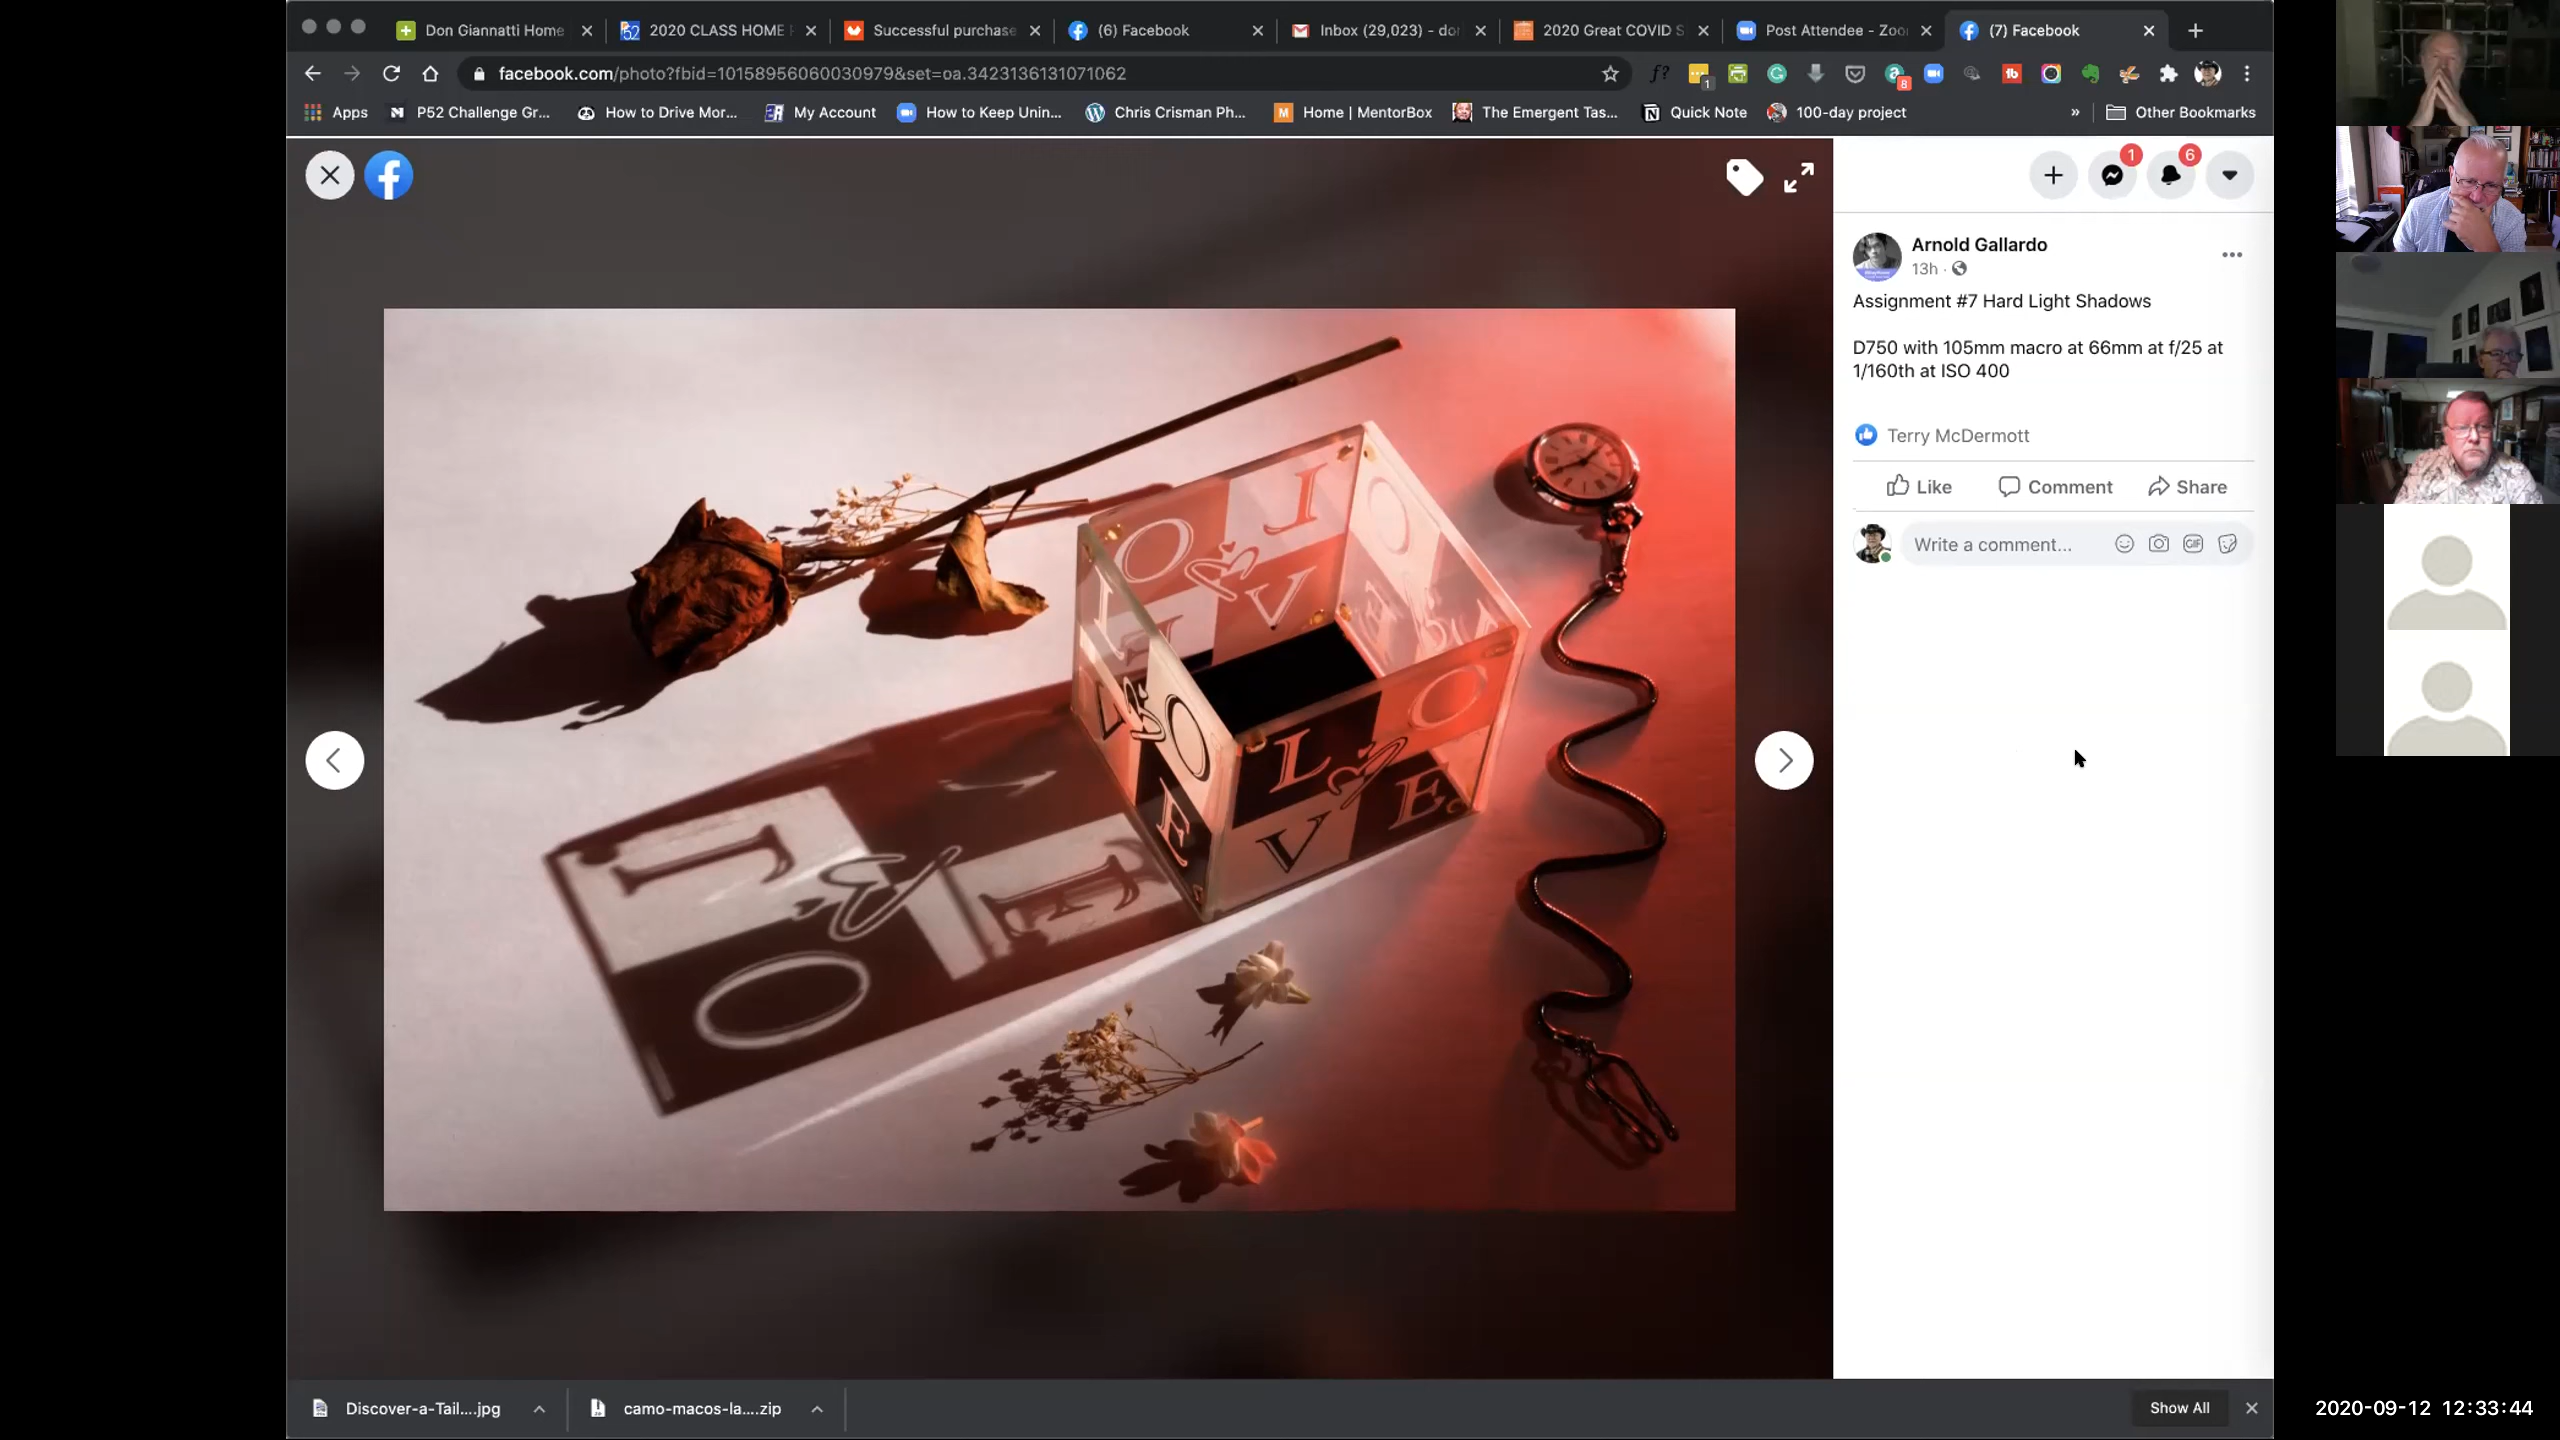 Don Giannatti Home
2020 CLASS HOME
Successful purchase
(6) Facebook
Inbox (29,023) - do
2020 Great COVID S
Post Attendee - Zoo
(7) Facebook
facebook.com/photo?fbid=10158956060030979&set=oa.3423136131071062
Apps
P52 Challenge Gr...
How to Drive Mor...
My Account
How to Keep Unin...
Chris Crisman Ph...
Home | MentorBox
The Emergent Tas...
Quick Note
100-day project
»
Other Bookmarks
1
6
Arnold Gallardo
13h ·
Assignment #7 Hard Light Shadows
D750 with 105mm macro at 66mm at f/25 at
1/160th at ISO 400
Terry McDermott
Like
Comment
Share
Write a comment...
GIF
L O
V E
Discover-a-Tail....jpg
camo-macos-la....zip
Show All
2020-09-12 12:33:44